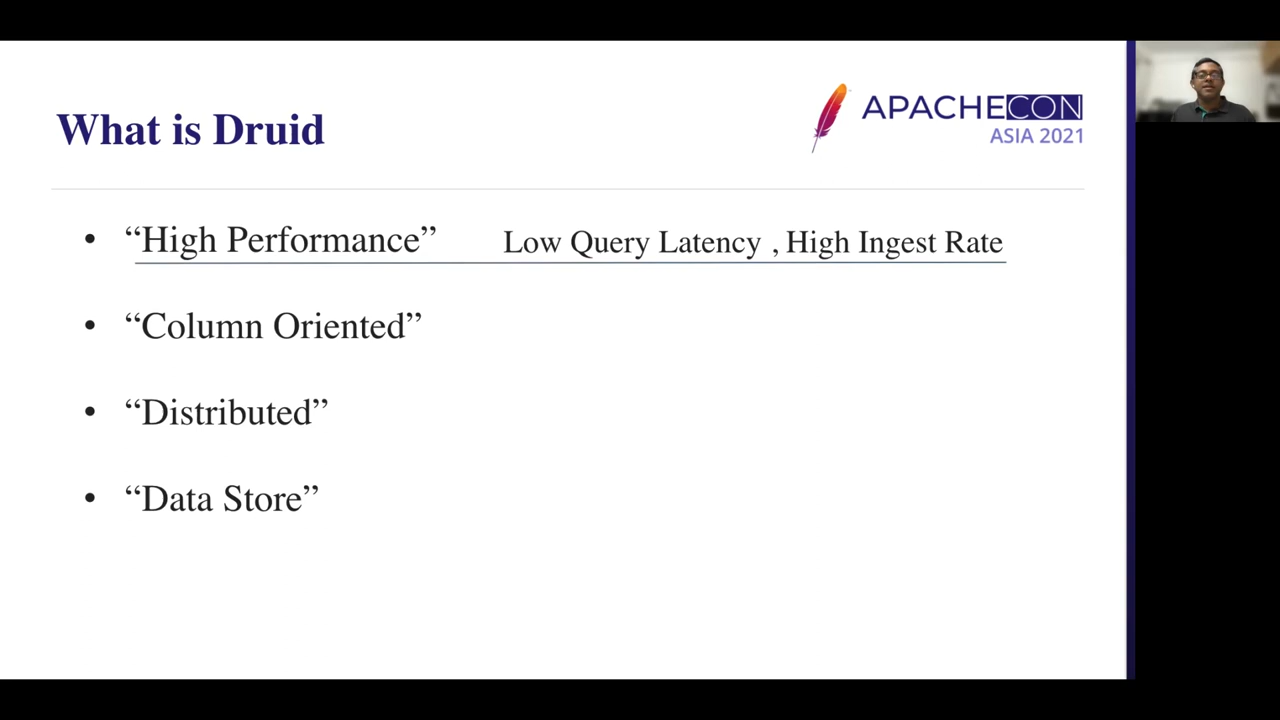 What is Druid
APACHECON
ASIA 2021
• “High Performance” Low Query Latency , High Ingest Rate
• “Column Oriented”
• “Distributed”
• “Data Store”